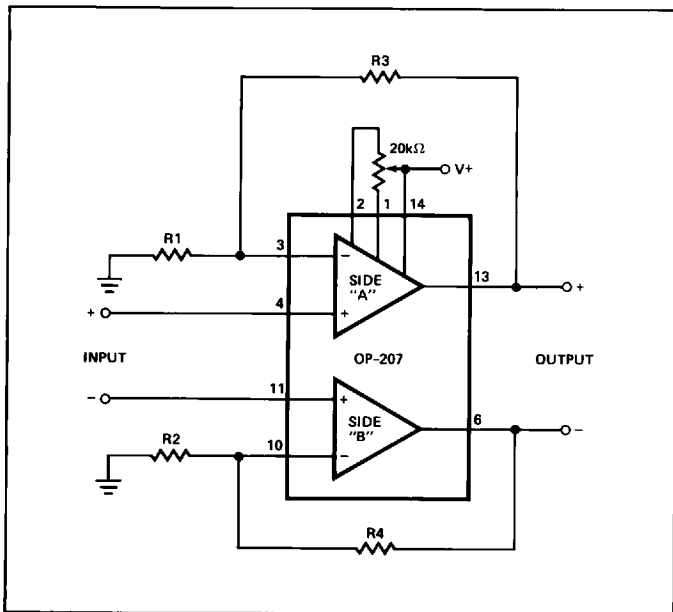 R3
20kΩ
V+
2 1 14
R1
3
−
SIDE
"A"
13
+
+
4
+
INPUT
OP-207
OUTPUT
−
11
+
SIDE
"B"
6
−
R2
10
−
R4